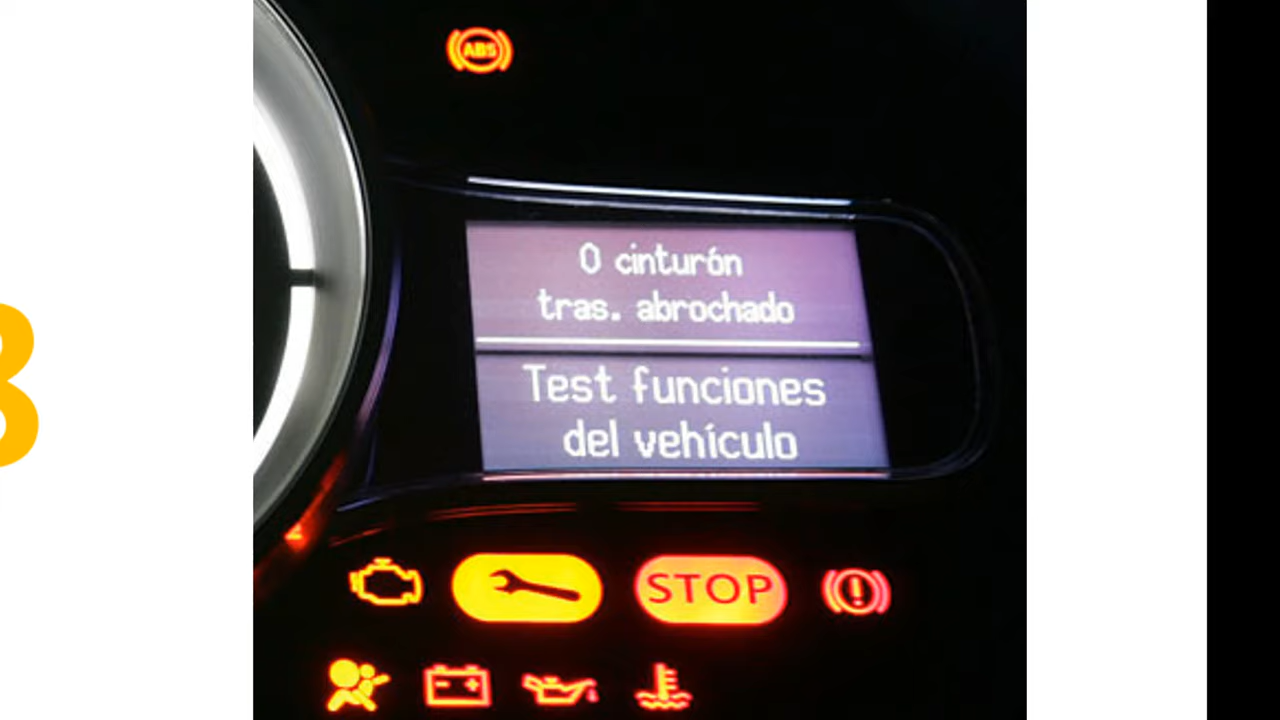 ABS
0 cinturón
tras. abrochado
Test funciones
del vehículo
STOP